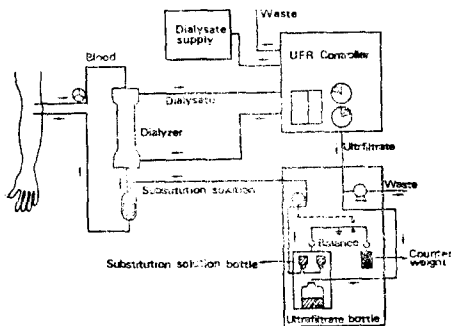 Waste
Dialysate
supply
UFR Controller
Blood
Dialysate
Dialyzer
Ultrfiltrate
Substitution solution
Waste
Balance
Substitution solution bottle
Counter
weight
Ultrafiltrate bottle